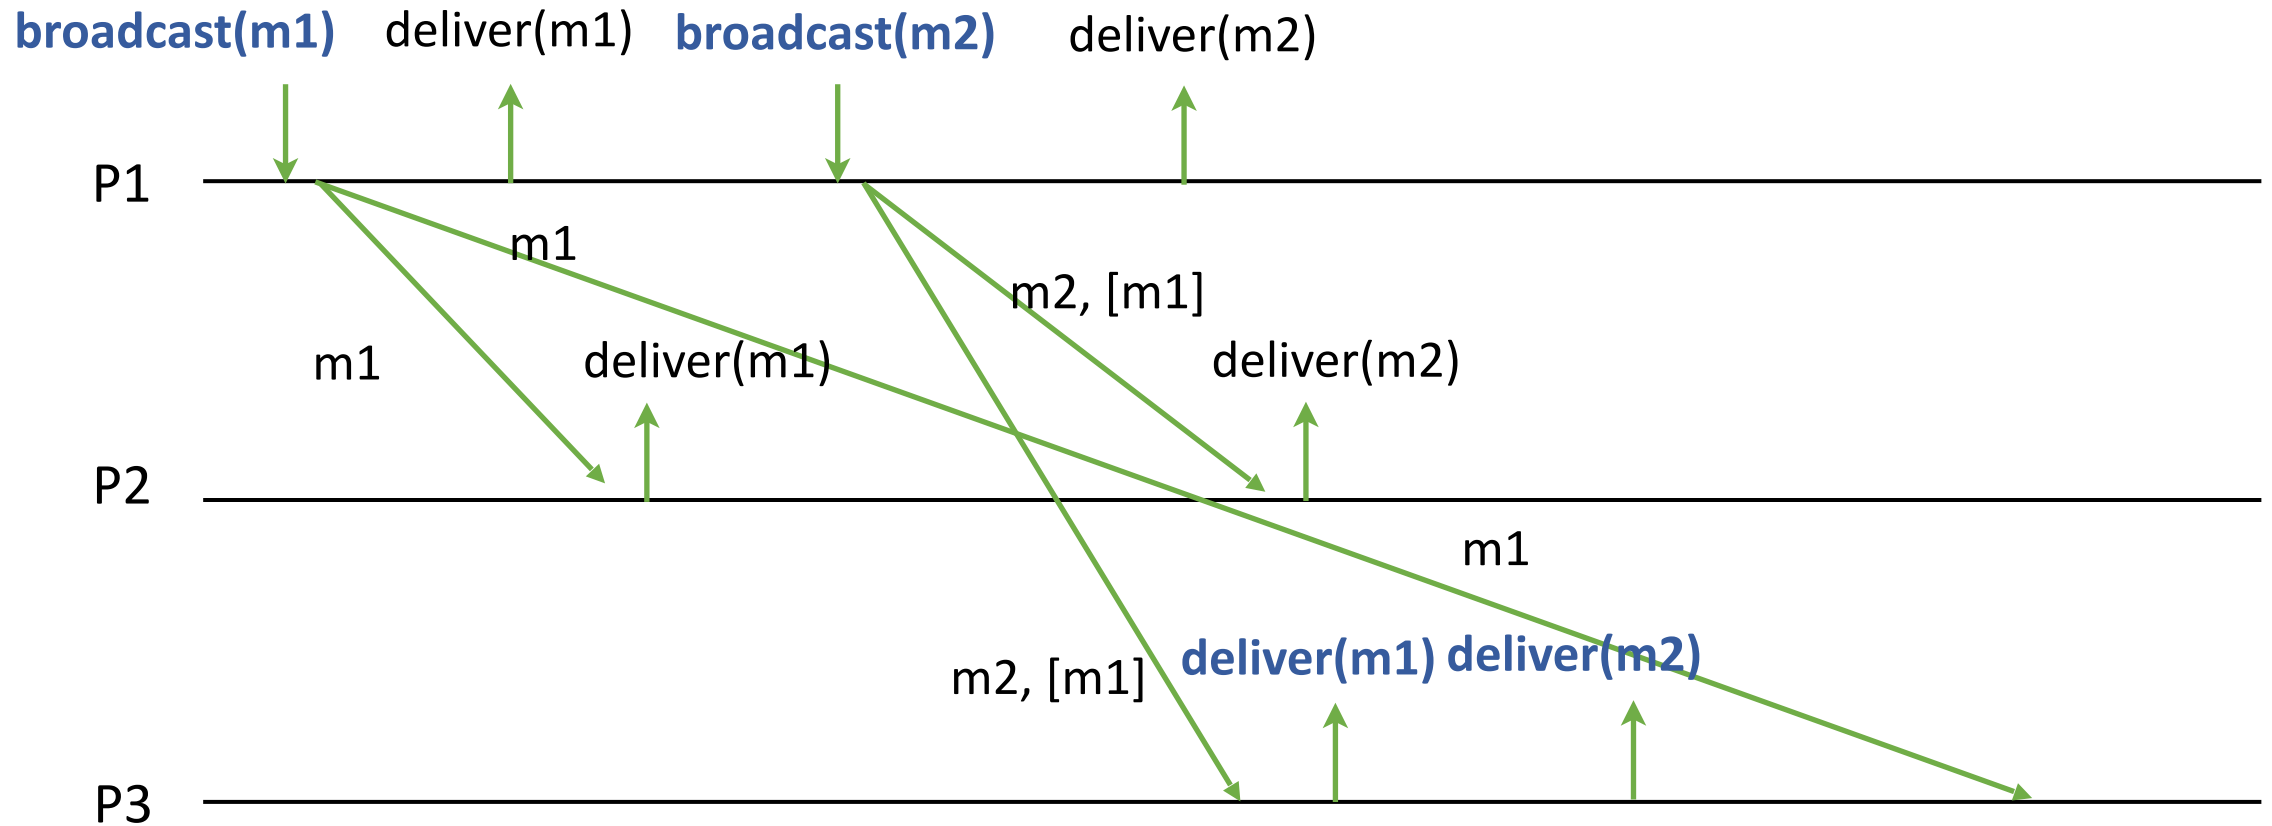 broadcast(m1) deliver(m1) broadcast(m2) deliver(m2)
P1
m1
m2, [m1]
m1
deliver(m1)
deliver(m2)
P2
m1
deliver(m1) deliver(m2)
m2, [m1]
P3